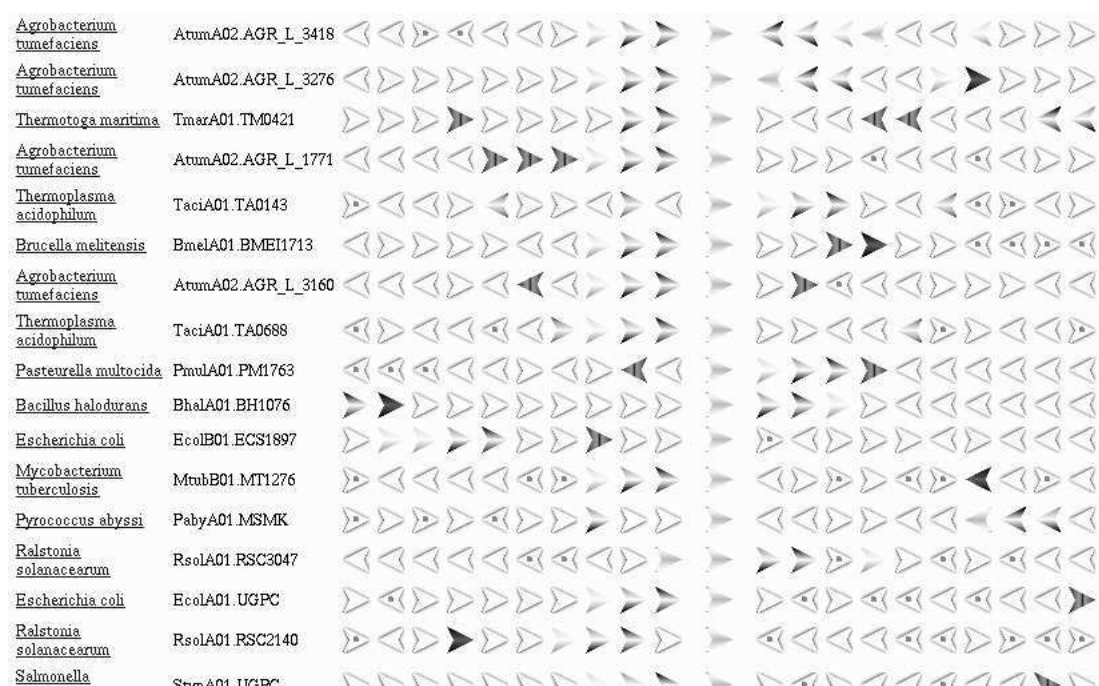 Agrobacterium
tumefaciens AtumA02.AGR_L_3418
Agrobacterium
tumefaciens AtumA02.AGR_L_3276
Thermotoga maritima TmarA01.TM0421
Agrobacterium
tumefaciens AtumA02.AGR_L_1771
Thermoplasma
acidophilum TaciA01.TA0143
Brucella melitensis BmelA01.BMEI1713
Agrobacterium
tumefaciens AtumA02.AGR_L_3160
Thermoplasma
acidophilum TaciA01.TA0688
Pasteurella multocida PmulA01.PM1763
Bacillus halodurans BhalA01.BH1076
Escherichia coli EcolB01.ECS1897
Mycobacterium
tuberculosis MtubB01.MT1276
Pyrococcus abyssi PabyA01.MSMK
Ralstonia
solanacearum RsolA01.RSC3047
Escherichia coli EcolA01.UGPC
Ralstonia
solanacearum RsolA01.RSC2140
Salmonella